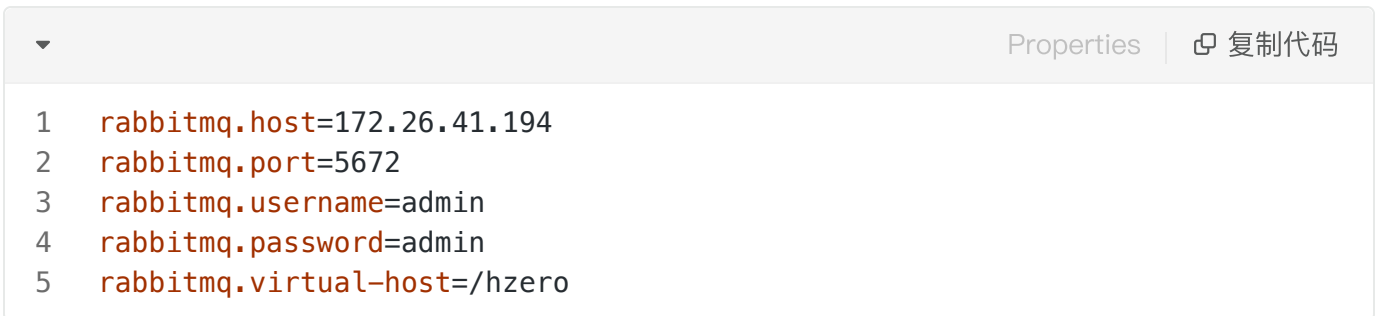 Properties 复制代码
1 rabbitmq.host=172.26.41.194
2 rabbitmq.port=5672
3 rabbitmq.username=admin
4 rabbitmq.password=admin
5 rabbitmq.virtual-host=/hzero